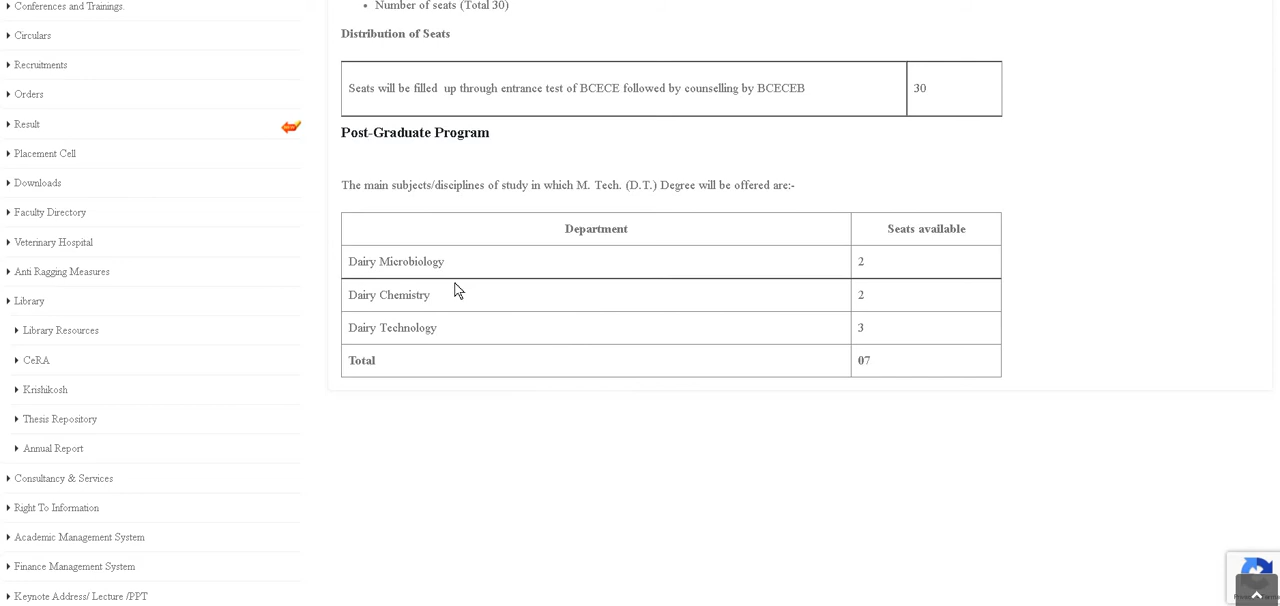 Conferences and Trainings.
Circulars
Recruitments
Orders
Result
Placement Cell
Downloads
Faculty Directory
Veternary Hospital
Anti Ragging Measures
Library
Library Resources
CeRA
Krishikosh
Thesis Repository
Annual Report
Consultancy & Services
Right To Information
Academic Management System
Finance Management System
Keynote Address/ Lecture /PPT
Number of seats (Total 30)
Distribution of Seats
Seats will be filled up through entrance test of BCECE followed by counselling by BCECEB 30
Post-Graduate Program
The main subjects/disciplines of study in which M. Tech. (D.T.) Degree will be offered are:-
Department Seats available
Dairy Microbiology 2
Dairy Chemistry 2
Dairy Technology 3
Total 07